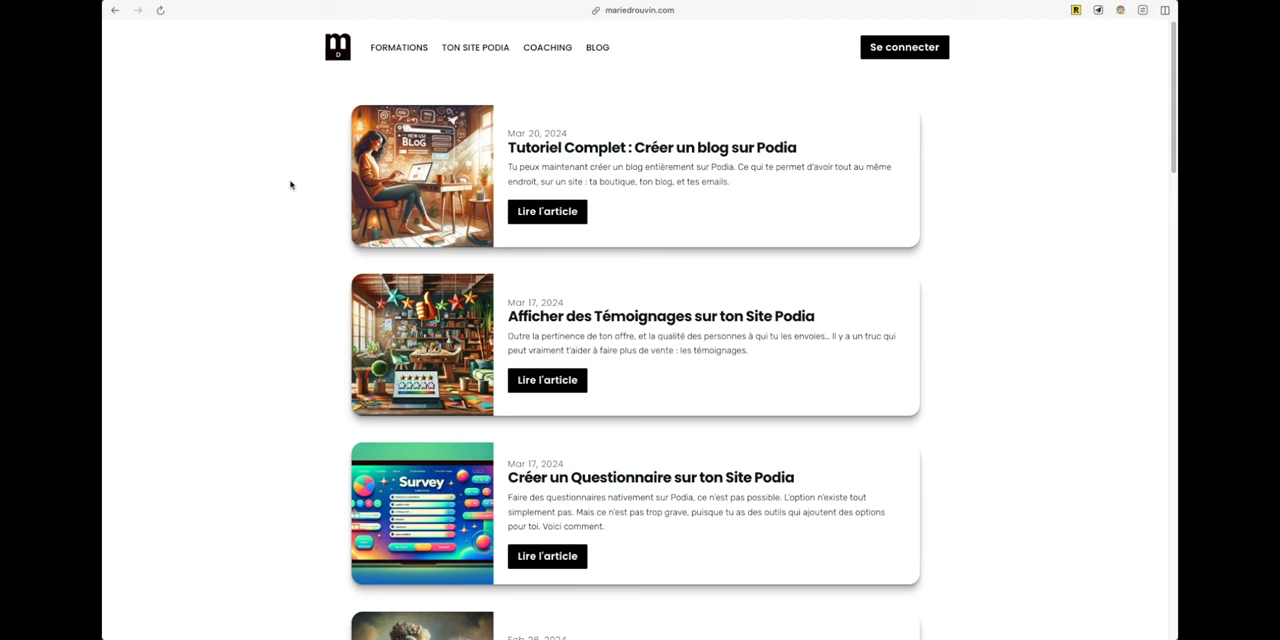 mariedrouvin.com
m
D
FORMATIONS TON SITE PODIA COACHING BLOG
Se connecter
BLOG
Mar 20, 2024
Tutoriel Complet : Créer un blog sur Podia
Tu peux maintenant créer un blog entièrement sur Podia. Ce qui te permet d'avoir tout au même
endroit, sur un site : ta boutique, ton blog, et tes emails.
Lire l'article
Mar 17, 2024
Afficher des Témoignages sur ton Site Podia
Outre la pertinence de ton offre, et la qualité des personnes à qui tu les envoies… Il y a un truc qui
peut vraiment t'aider à faire plus de vente : les témoignages.
Lire l'article
Survey
Mar 17, 2024
Créer un Questionnaire sur ton Site Podia
Faire des questionnaires nativement sur Podia, ce n'est pas possible. L'option n'existe tout
simplement pas. Mais ce n'est pas trop grave, puisque tu as des outils qui ajoutent des options
pour toi. Voici comment.
Lire l'article
Feb 26, 2024